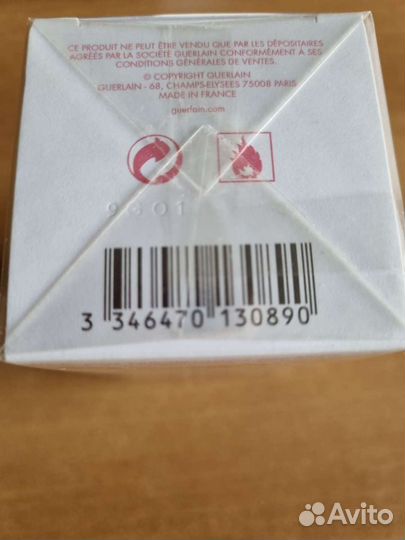 CE PRODUIT NE PEUT ÊTRE VENDU QUE PAR LES DÉPOSITAIRES
AGRÉÉS PAR LA SOCIÉTÉ GUERLAIN CONFORMÉMENT À SES
CONDITIONS GÉNÉRALES DE VENTES.
© COPYRIGHT GUERLAIN
GUERLAIN - 68, CHAMPS-ELYSEES 75008 PARIS
MADE IN FRANCE
guerlain.com
3 346470 130890
Avito